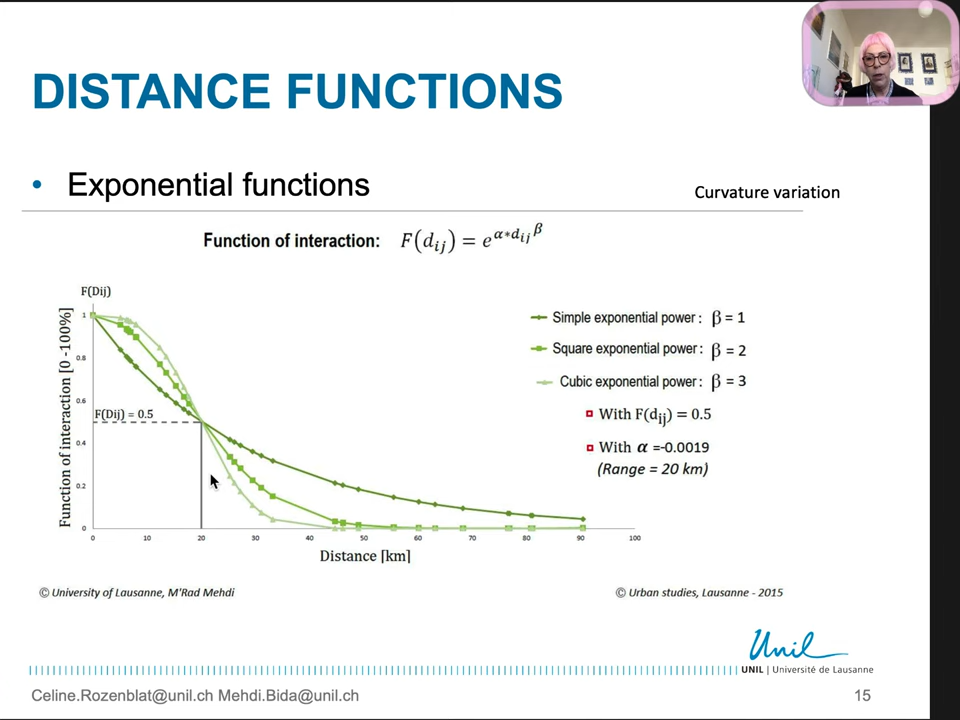 DISTANCE FUNCTIONS
• Exponential functions
Curvature variation
Function of interaction: F(d_ij) = e^α*d_ij^β
F(Dij)
Function of interaction [0 -100%]
1
0.8
0.6
F(Dij) = 0.5
0.4
0.2
0
0 10 20 30 40 50 60 70 80 90 100
Distance [km]
Simple exponential power : β = 1
Square exponential power : β = 2
Cubic exponential power : β = 3
With F(d_ij) = 0.5
With α =-0.0019
(Range = 20 km)
© University of Lausanne, M'Rad Mehdi
© Urban studies, Lausanne - 2015
Unil
UNIL | Université de Lausanne
Celine.Rozenblat@unil.ch Mehdi.Bida@unil.ch
15